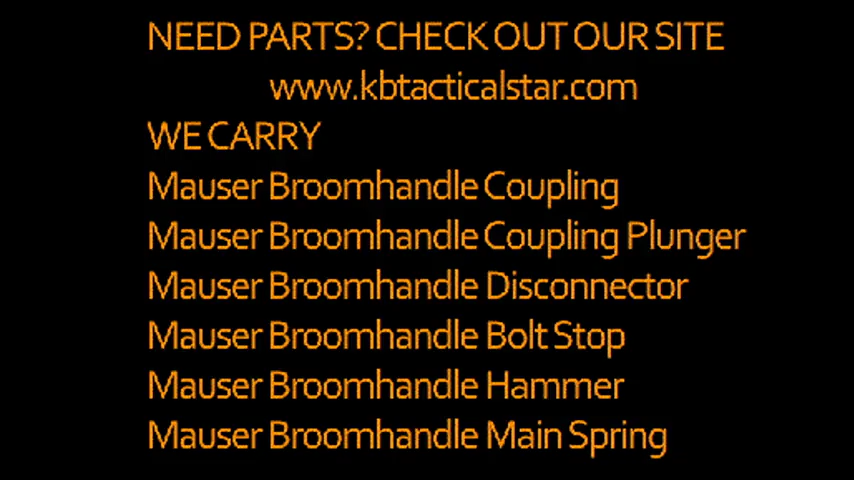 NEED PARTS? CHECK OUT OUR SITE
www.kbtacticalstar.com
WE CARRY
Mauser Broomhandle Coupling
Mauser Broomhandle Coupling Plunger
Mauser Broomhandle Disconnector
Mauser Broomhandle Bolt Stop
Mauser Broomhandle Hammer
Mauser Broomhandle Main Spring